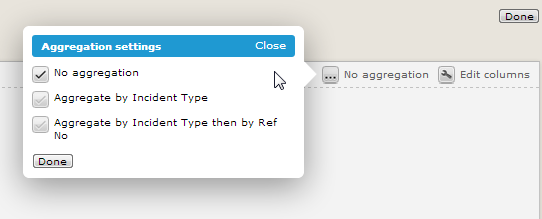 Done
Aggregation settings Close
No aggregation
... No aggregation Edit columns
Aggregate by Incident Type
Aggregate by Incident Type then by Ref
No
Done